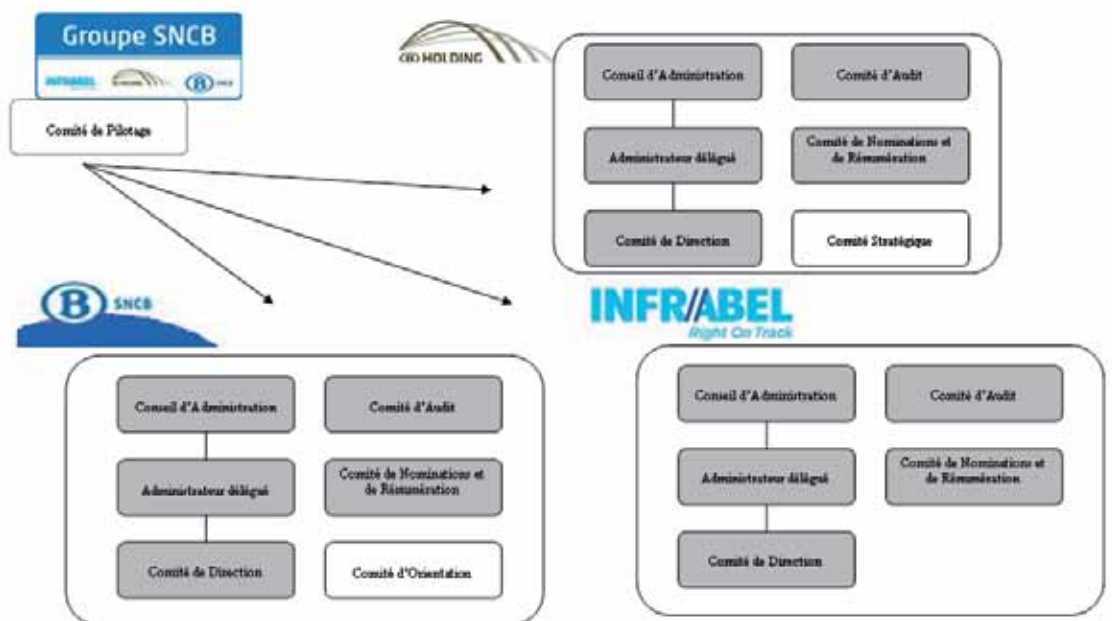 Groupe SNCB
INFRABEL
B
Comité de Pilotage
HOLDING
Conseil d'Administration
Comité d'Audit
Administrateur délégué
Comité de Nominations et
de Rémunération
Comité de Direction
Comité Stratégique
B SNCB
Conseil d'Administration
Comité d'Audit
Administrateur délégué
Comité de Nominations et
de Rémunération
Comité de Direction
Comité d'Orientation
INFRABEL
Right On Track
Conseil d'Administration
Comité d'Audit
Administrateur délégué
Comité de Nominations et
de Rémunération
Comité de Direction